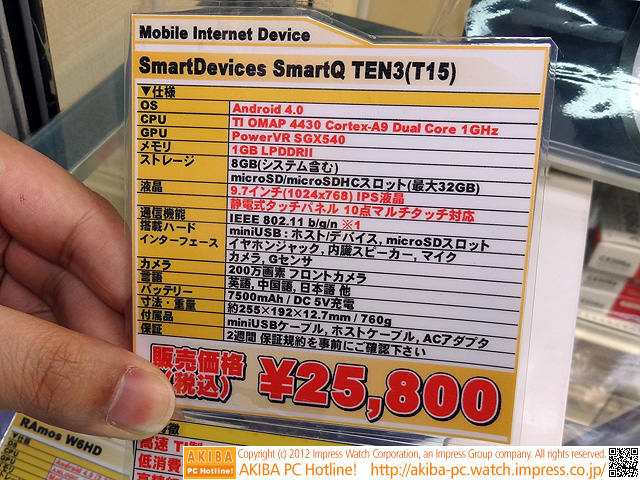 Mobile Internet Device
SmartDevices SmartQ TEN3(T15)
▼仕様
OS Android 4.0
CPU TI OMAP 4430 Cortex-A9 Dual Core 1GHz
GPU PowerVR SGX540
メモリ 1GB LPDDRII
ストレージ 8GB(システム含む)
microSD/microSDHCスロット(最大32GB)
液晶 9.7インチ(1024x768) IPS液晶
静電式タッチパネル 10点マルチタッチ対応
通信機能 IEEE 802.11 b/g/n ※1
搭載ハード miniUSB : ホスト/デバイス, microSDスロット
インターフェース イヤホンジャック, 内臓スピーカー, マイク
カメラ, Gセンサ
カメラ 200万画素 フロントカメラ
言語 英語, 中国語, 日本語 他
バッテリー 7500mAh / DC 5V充電
寸法・重量 約255×192×12.7mm / 760g
付属品 miniUSBケーブル, ホストケーブル, ACアダプタ
保証 2週間 保証規約を事前にご確認下さい
販売価格
(税込) ¥25,800
RAmos W6HD
▼仕様
Android 4.0
高速 TI
低消費
AKIBA
PC Hotline!
Copyright (c) 2012 Impress Watch Corporation, an Impress Group company. All rights reserved.
AKIBA PC Hotline! http://akiba-pc.watch.impress.co.jp/